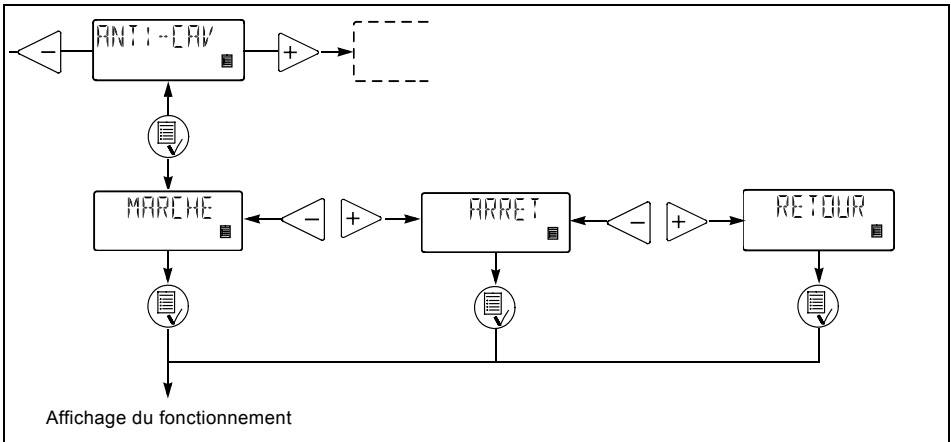 ANTI-CAV
- +
MARCHE - + ARRET - + RETOUR
Affichage du fonctionnement